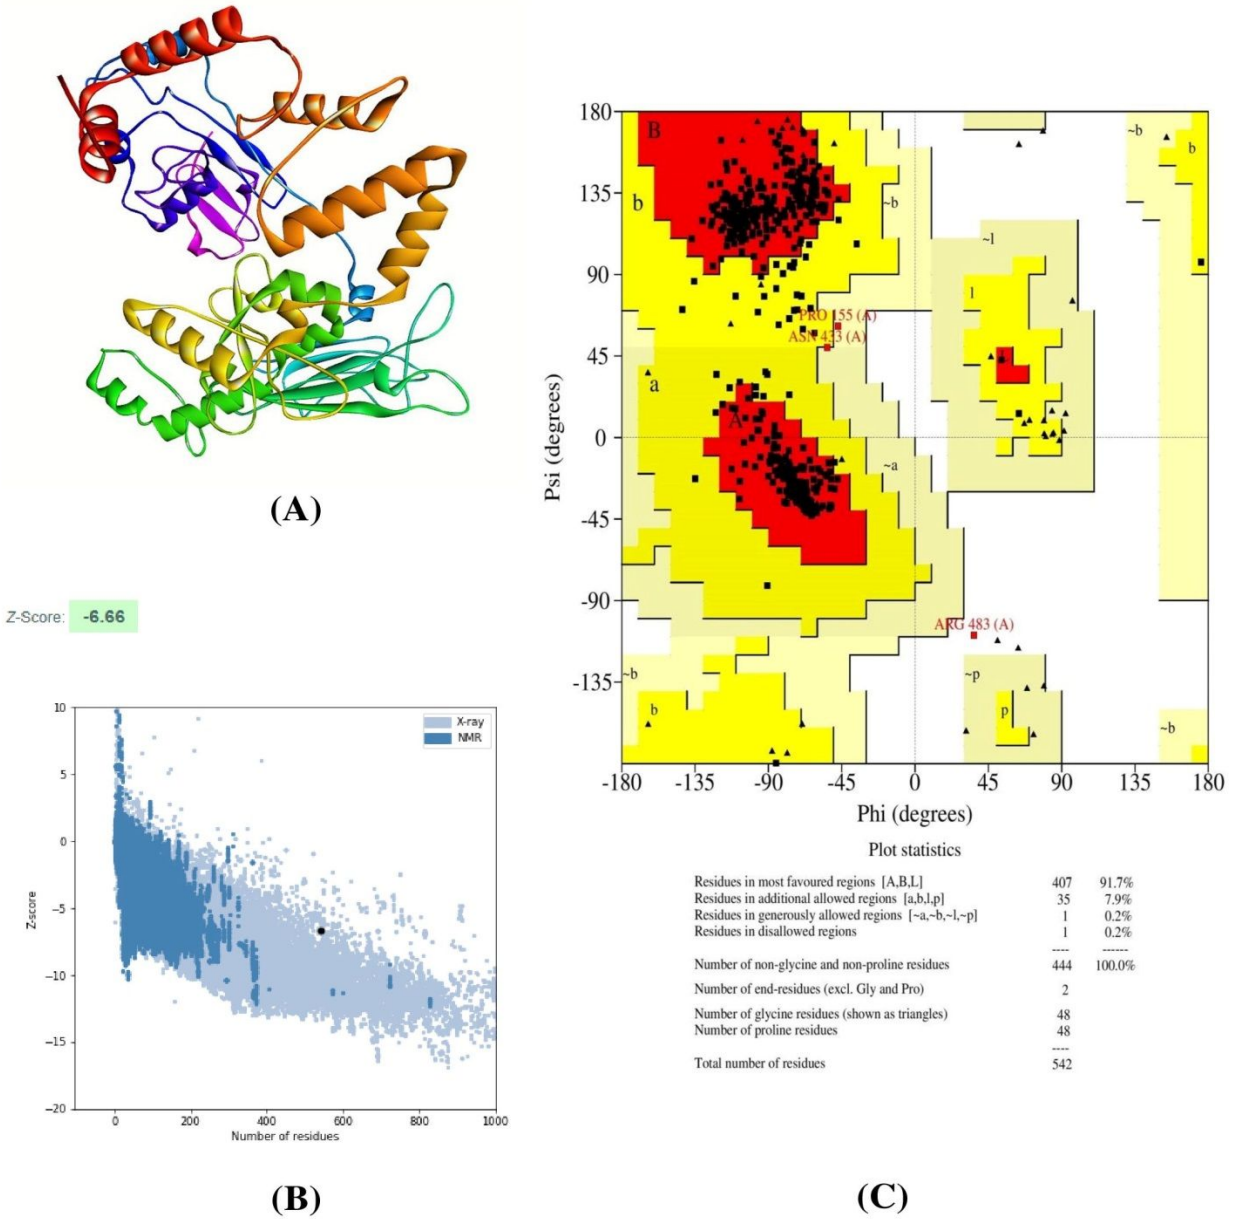 (A)
Z-Score: -6.66
10
5
0
−5
−10
−15
−20
0 200 400 600 800 1000
Z-score
Number of residues
X-ray
NMR
(B)
180
135
90
45
0
-45
-90
-135
-180 -135 -90 -45 0 45 90 135 180
Psi (degrees)
Phi (degrees)
B
~b
b
b
~b
~l
l
PRO 155 (A)
ASN 433 (A)
a
A
~a
ARG 483 (A)
~b
~p
b
p
~b
Plot statistics
Residues in most favoured regions [A,B,L] 407 91.7%
Residues in additional allowed regions [a,b,l,p] 35 7.9%
Residues in generously allowed regions [~a,~b,~l,~p] 1 0.2%
Residues in disallowed regions 1 0.2%
---- ------
Number of non-glycine and non-proline residues 444 100.0%
Number of end-residues (excl. Gly and Pro) 2
Number of glycine residues (shown as triangles) 48
Number of proline residues 48
----
Total number of residues 542
(C)